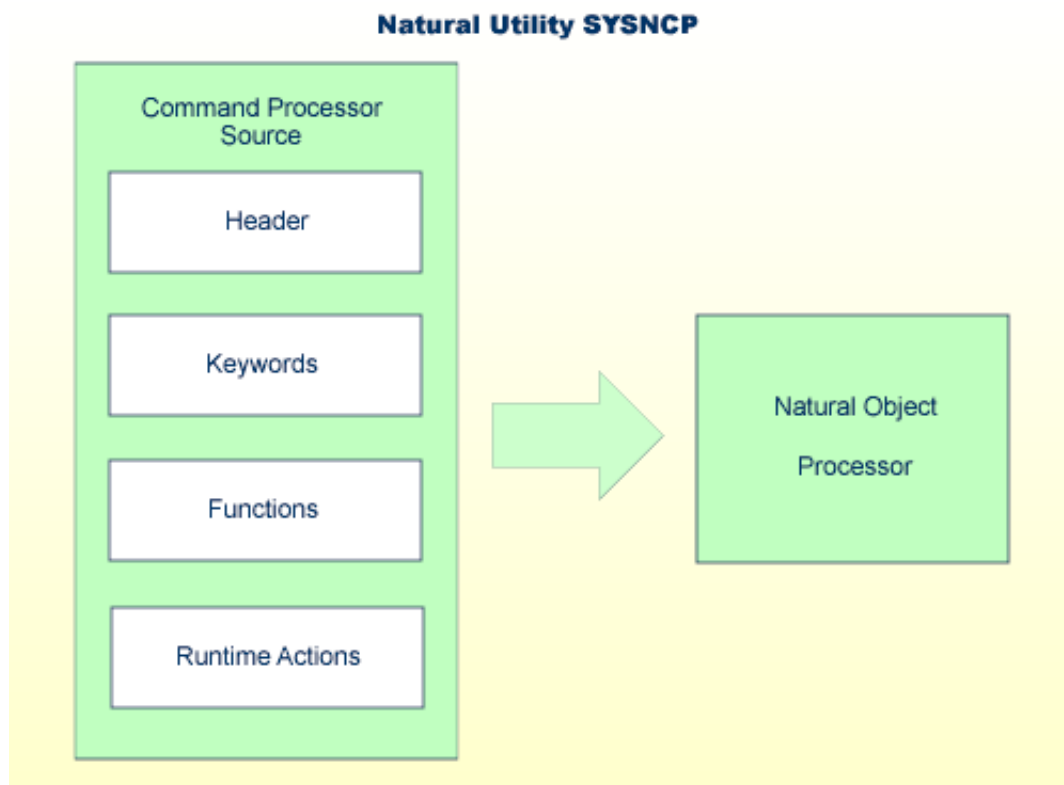 Natural Utility SYSNCP
Command Processor
Source
Header
Keywords
Functions
Runtime Actions
Natural Object
Processor